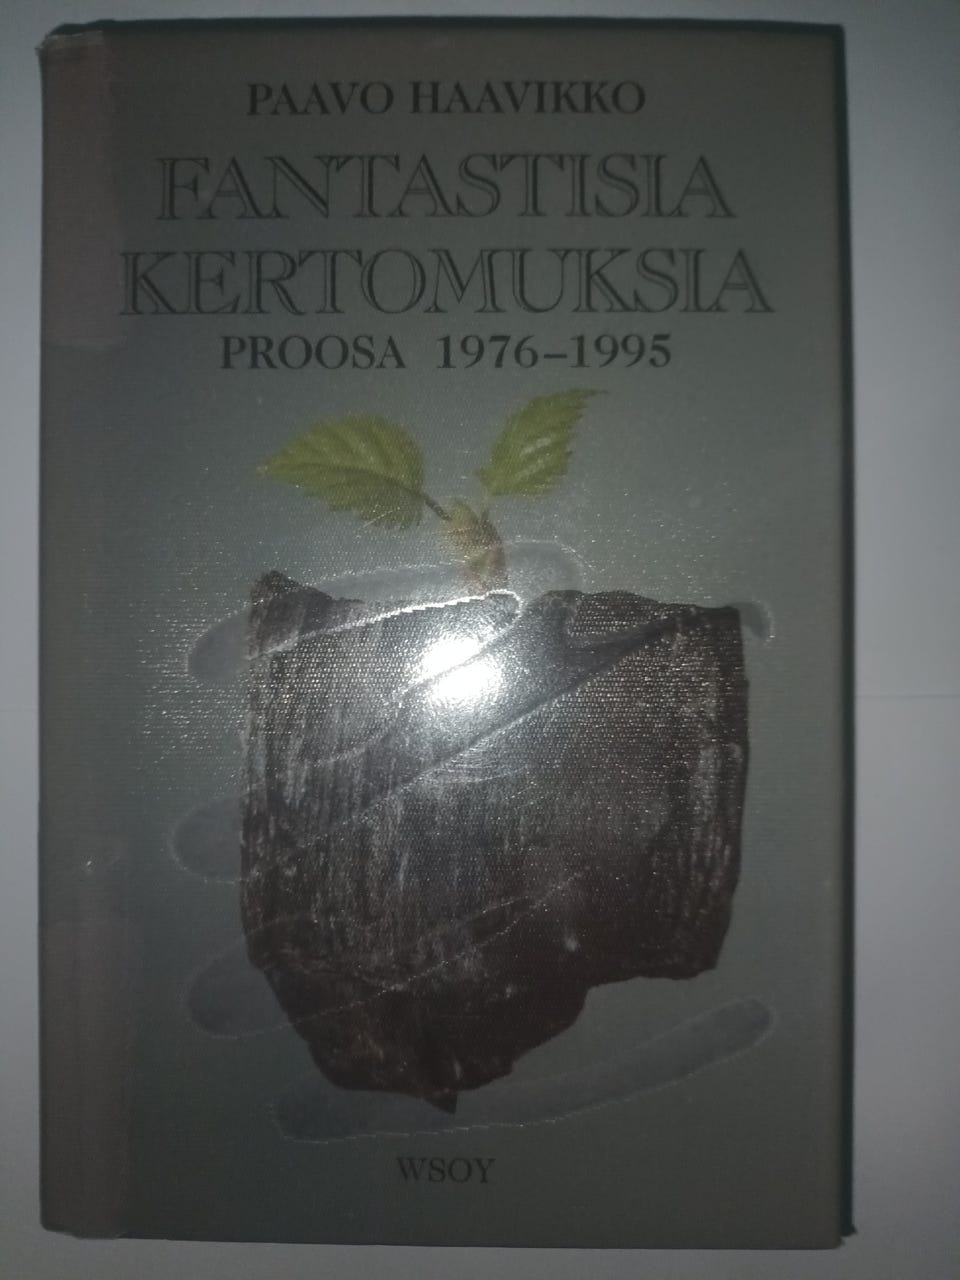 PAAVO HAAVIKKO
FANTASTISIA
KERTOMUKSIA
PROOSA 1976–1995
WSOY